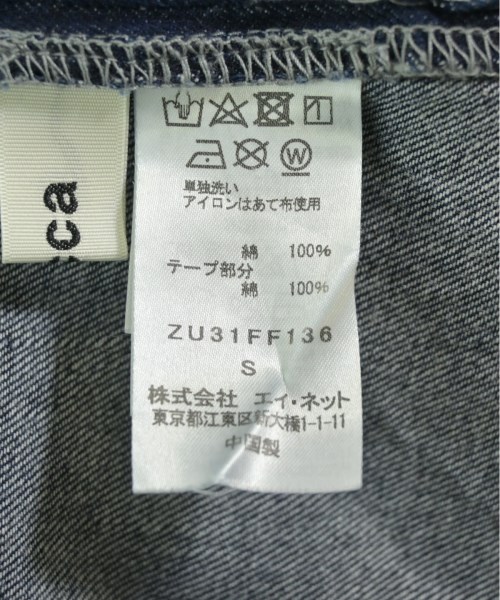 cca
W
単独洗い
アイロンはあて布使用
綿 100%
テープ部分
綿 100%
ZU31FF136
S
株式会社 エイ・ネット
東京都江東区新大橋1-1-11
中国製